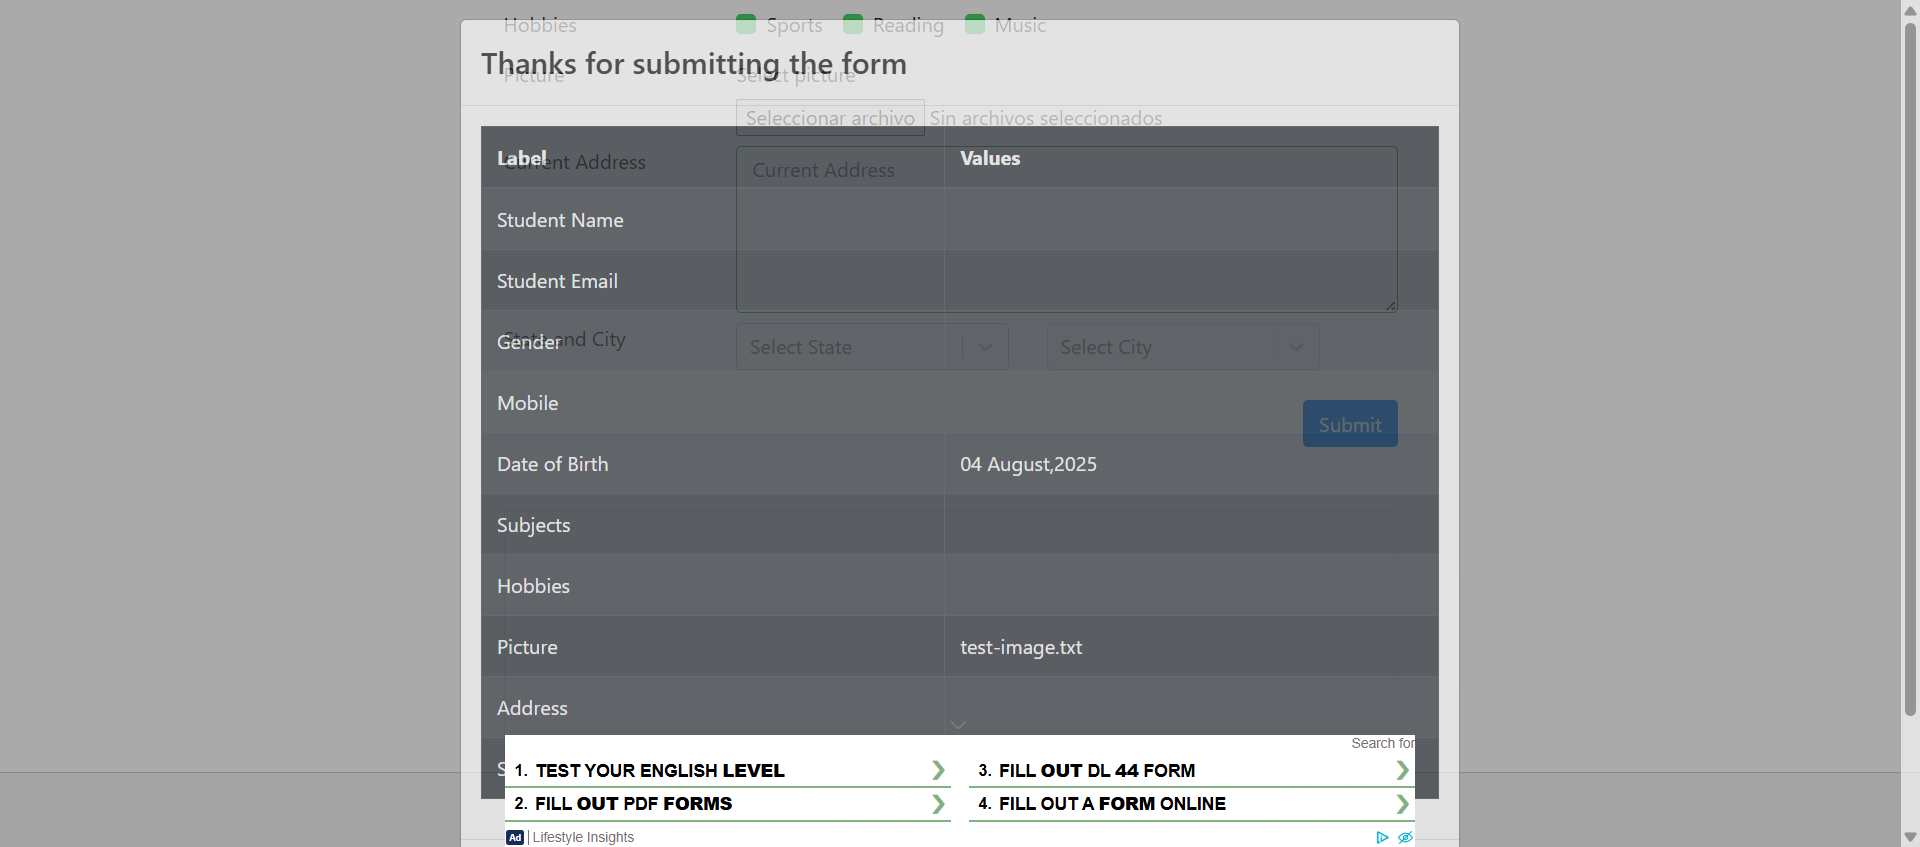 Hobbies Sports Reading Music
Thanks for submitting the form
Picture Select picture
Seleccionar archivo Sin archivos seleccionados
Label Values
Current Address Current Address
Student Name
Student Email
State and City Select State Select City
Gender
Mobile
Submit
Date of Birth 04 August,2025
Subjects
Hobbies
Picture test-image.txt
Address
Search for
1. TEST YOUR ENGLISH LEVEL
3. FILL OUT DL 44 FORM
2. FILL OUT PDF FORMS
4. FILL OUT A FORM ONLINE
Ad Lifestyle Insights